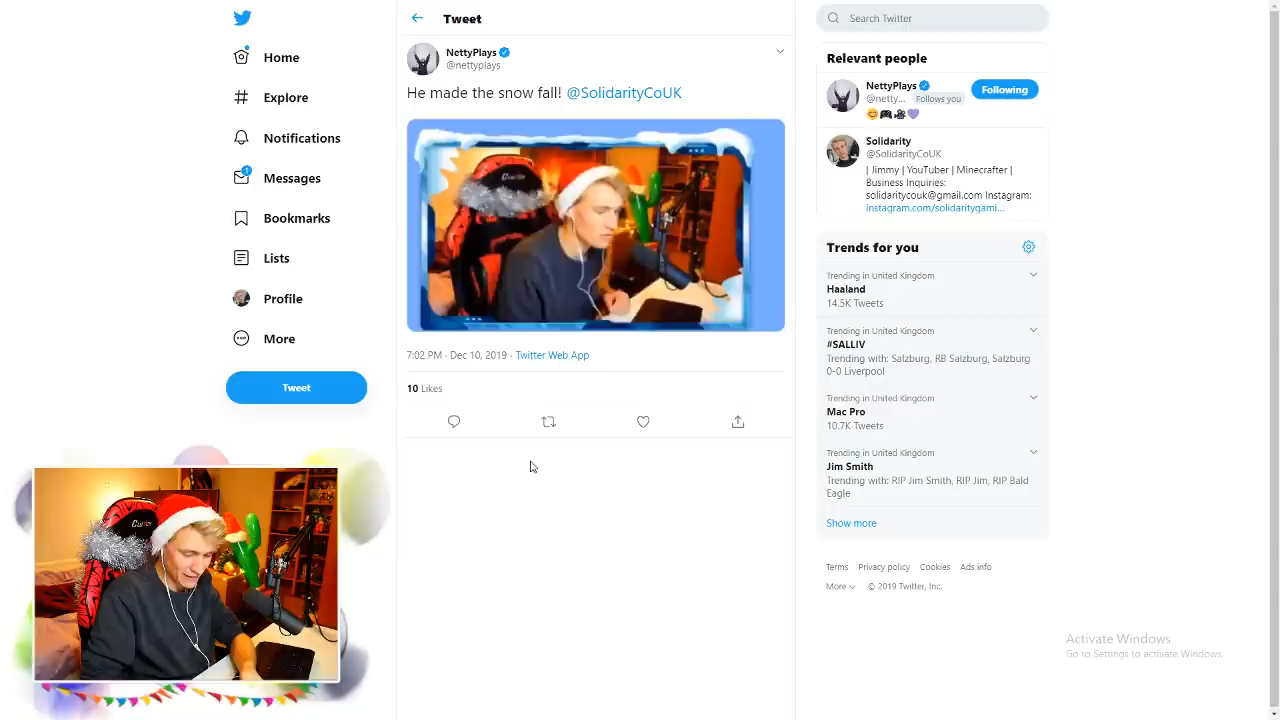 Home
Explore
Notifications
1
Messages
Bookmarks
Lists
Profile
More
Tweet
Tweet
NettyPlays
@nettyplays
He made the snow fall! @SolidarityCoUK
7:02 PM · Dec 10, 2019 · Twitter Web App
10 Likes
Search Twitter
Relevant people
NettyPlays
@netty... Follows you
Following
Solidarity
@SolidarityCoUK
| Jimmy | YouTuber | Minecrafter |
Business Inquiries:
solidaritycouk@gmail.com Instagram:
instagram.com/solidaritygami...
Trends for you
Trending in United Kingdom
Haaland
14.5K Tweets
Trending in United Kingdom
#SALLIV
Trending with: Salzburg, RB Salzburg, Salzburg
0-0 Liverpool
Trending in United Kingdom
Mac Pro
10.7K Tweets
Trending in United Kingdom
Jim Smith
Trending with: RIP Jim Smith, RIP Jim, RIP Bald
Eagle
Show more
Terms Privacy policy Cookies Ads info
More © 2019 Twitter, Inc.
Activate Windows
Go to Settings to activate Windows.